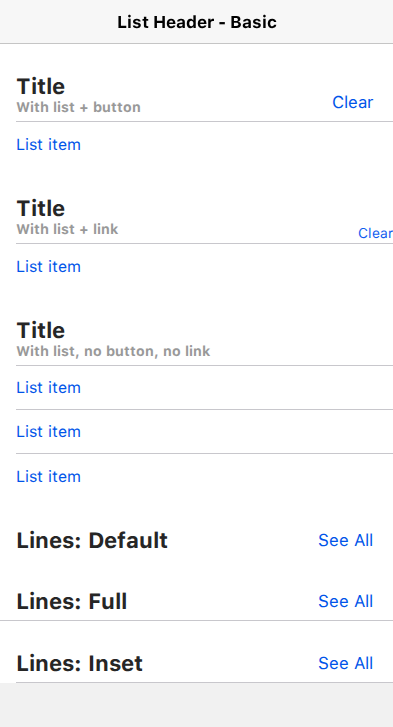 List Header - Basic
Title
With list + button
Clear
List item
Title
With list + link
Clear
List item
Title
With list, no button, no link
List item
List item
List item
Lines: Default
See All
Lines: Full
See All
Lines: Inset
See All